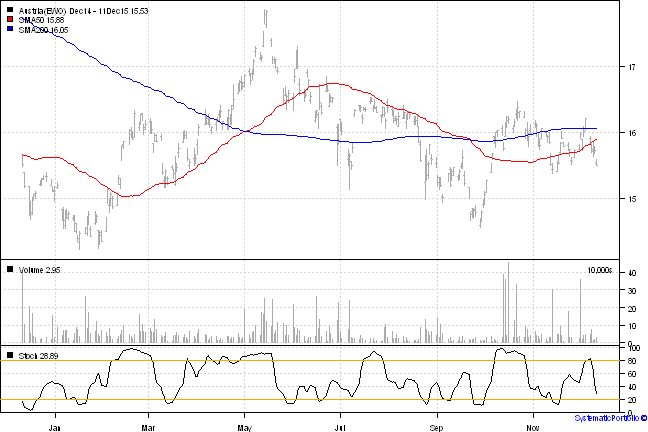 Austria(EWO) Dec14 - 11Dec15 15.53
SMA50 15.88
SMA200 16.05
17
16
15
Volume 2.95
10,000s
40
30
20
10
0
Stoch 28.89
100
80
60
40
20
0
Jan Mar May Jul Sep Nov
SystematicPortfolio ©